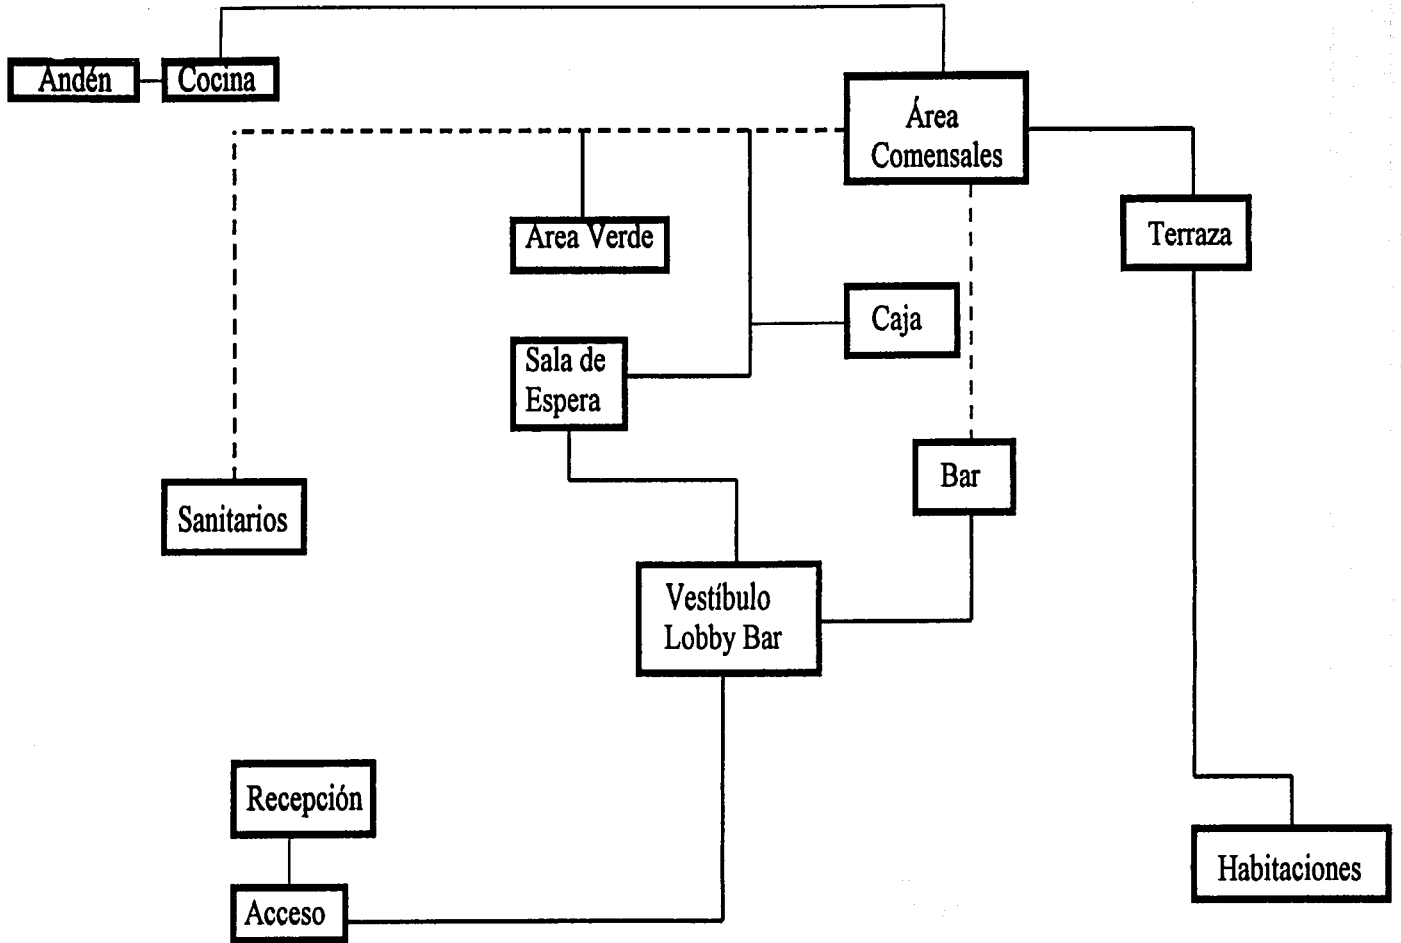 Andén
Cocina
Área
Comensales
Area Verde
Terraza
Caja
Sala de
Espera
Bar
Sanitarios
Vestíbulo
Lobby Bar
Recepción
Habitaciones
Acceso